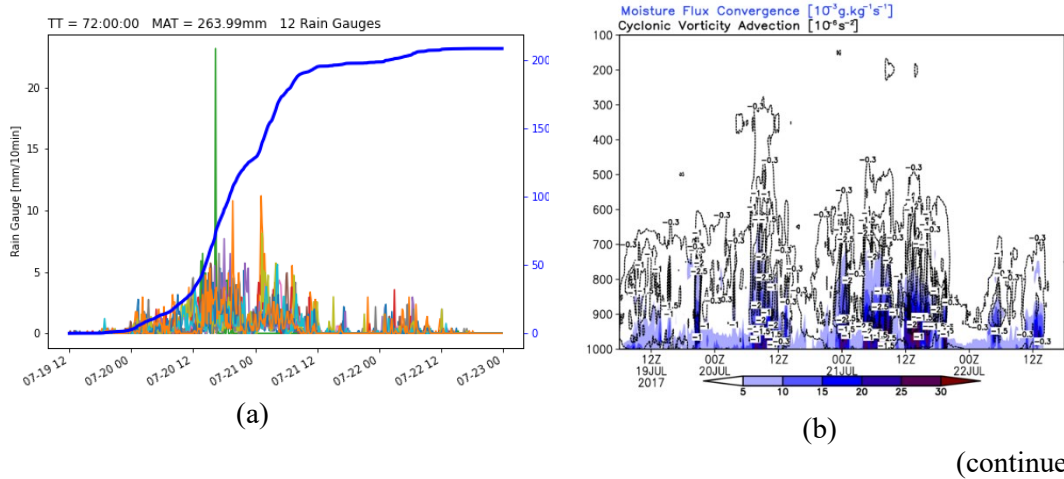 TT = 72:00:00 MAT = 263.99mm 12 Rain Gauges
Rain Gauge [mm/10min]
20
15
10
5
0
200
150
100
50
0
07-19 12
07-20 00
07-20 12
07-21 00
07-21 12
07-22 00
07-22 12
07-23 00
(a)
Moisture Flux Convergence [10⁻³g.kg⁻¹s⁻¹]
Cyclonic Vorticity Advection [10⁻⁶s⁻²]
100
200
300
400
500
600
700
800
900
1000
12Z 00Z 12Z 00Z 12Z 00Z 12Z
19JUL 20JUL 21JUL 22JUL
2017
5 10 15 20 25 30
(b)
(continue